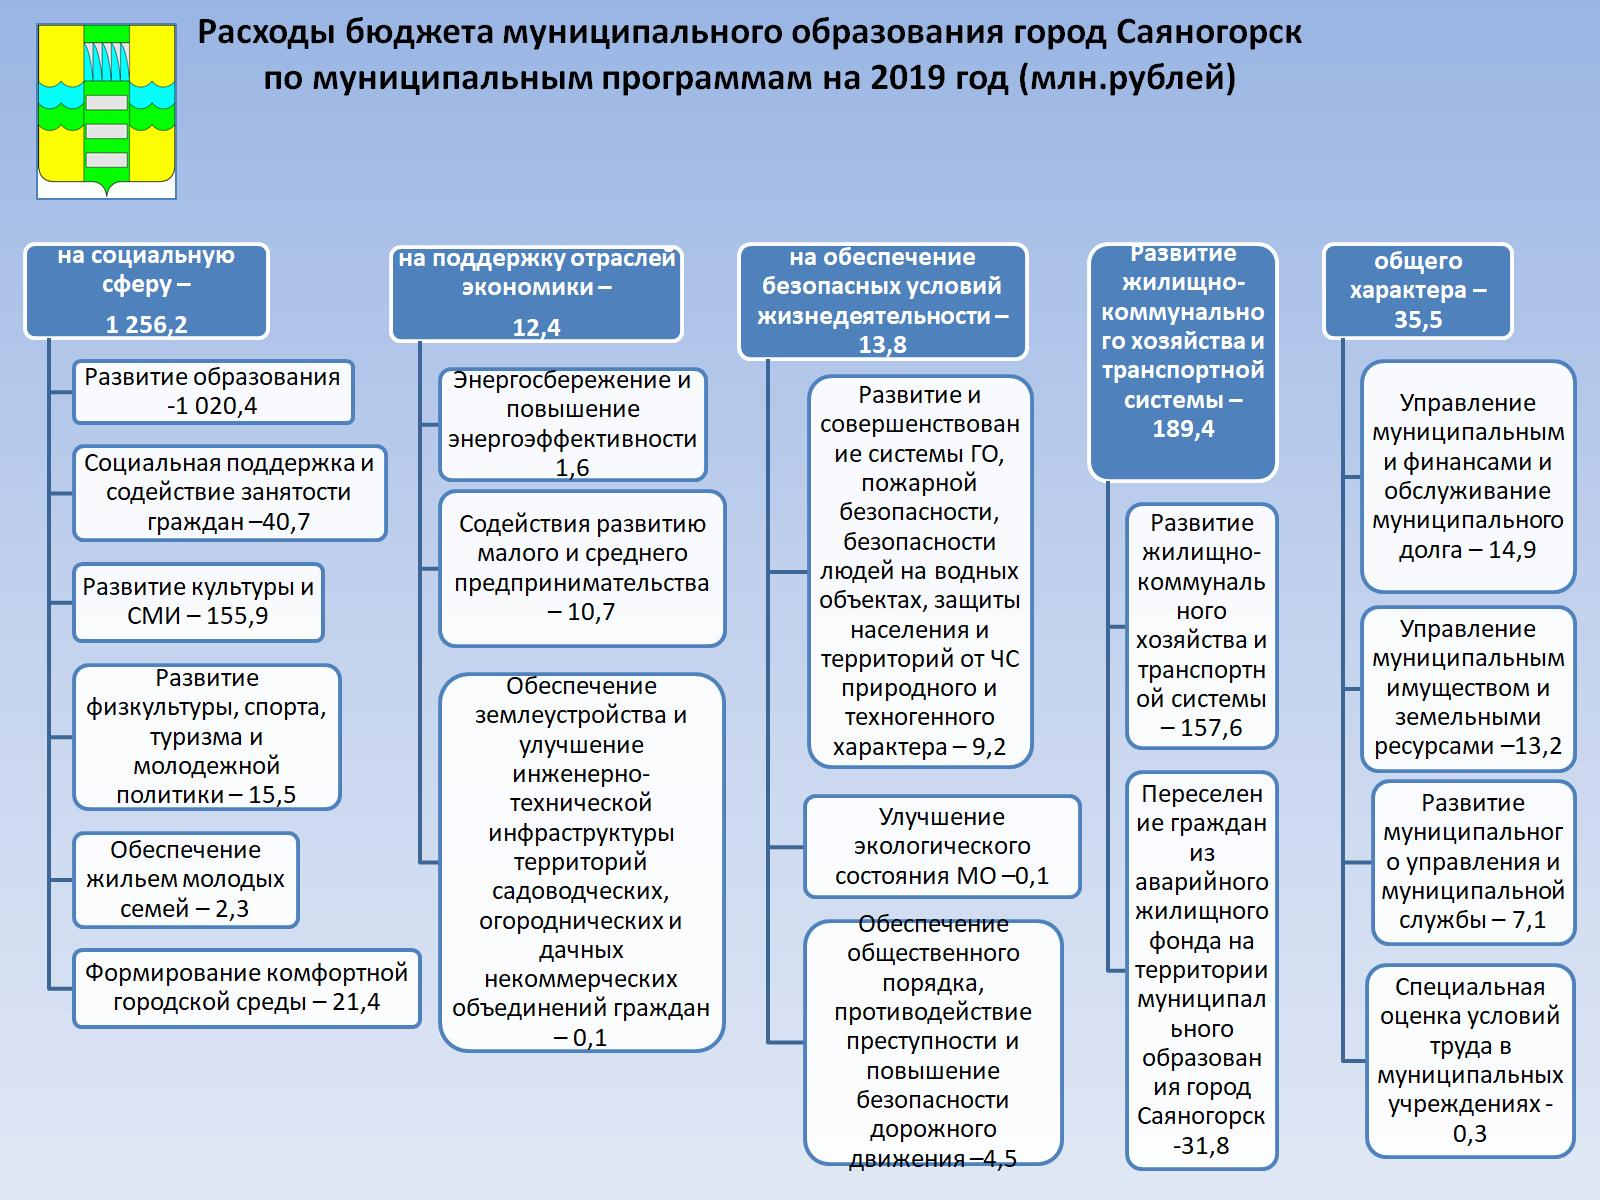 Расходы бюджета муниципального образования город Саяногорск
по муниципальным программам на 2019 год (млн.рублей)
на социальную
сферу –
1 256,2
Развитие образования
-1 020,4
Социальная поддержка и
содействие занятости
граждан –40,7
Развитие культуры и
СМИ – 155,9
Развитие
физкультуры, спорта,
туризма и
молодежной
политики – 15,5
Обеспечение
жильем молодых
семей – 2,3
Формирование комфортной
городской среды – 21,4
на поддержку отраслей
экономики –
12,4
Энергосбережение и
повышение
энергоэффективности
1,6
Содействия развитию
малого и среднего
предпринимательства
– 10,7
Обеспечение
землеустройства и
улучшение
инженерно-
технической
инфраструктуры
территорий
садоводческих,
огороднических и
дачных
некоммерческих
объединений граждан
– 0,1
на обеспечение
безопасных условий
жизнедеятельности –
13,8
Развитие и
совершенствован
ие системы ГО,
пожарной
безопасности,
безопасности
людей на водных
объектах, защиты
населения и
территорий от ЧС
природного и
техногенного
характера – 9,2
Улучшение
экологического
состояния МО –0,1
Обеспечение
общественного
порядка,
противодействие
преступности и
повышение
безопасности
дорожного
движения –4,5
Развитие
жилищно-
коммунально
го хозяйства и
транспортной
системы –
189,4
Развитие
жилищно-
коммуналь
ного
хозяйства и
транспортн
ой системы
– 157,6
Переселен
ие граждан
из
аварийного
жилищного
фонда на
территории
муниципал
ьного
образован
ия город
Саяногорск
-31,8
общего
характера –
35,5
Управление
муниципальным
и финансами и
обслуживание
муниципального
долга – 14,9
Управление
муниципальным
имуществом и
земельными
ресурсами –13,2
Развитие
муниципальног
о управления и
муниципальной
службы – 7,1
Специальная
оценка условий
труда в
муниципальных
учреждениях -
0,3